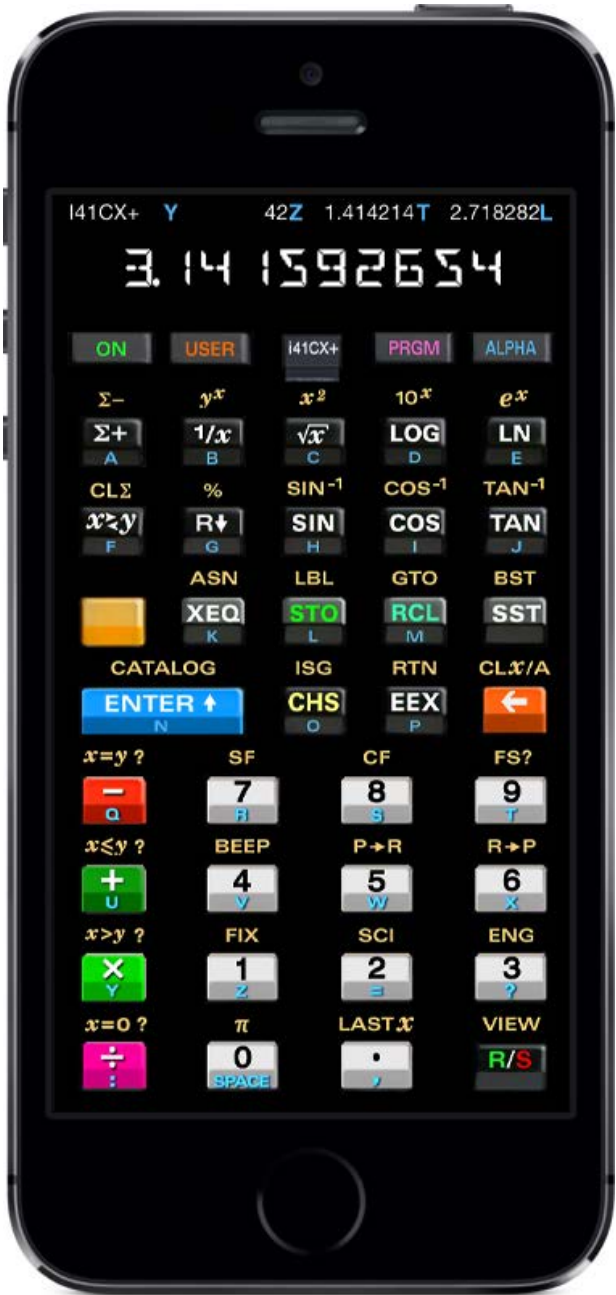 I41CX+ Y 42Z 1.414214T 2.718282L
3.141592654
ON USER i41CX+ PRGM ALPHA
Σ− yˣ x² 10ˣ eˣ
Σ+ 1/x √x LOG LN
A B C D E
CLΣ % SIN⁻¹ COS⁻¹ TAN⁻¹
x≷y R↓ SIN COS TAN
F G H I J
ASN LBL GTO BST
XEQ STO RCL SST
K L M
CATALOG ISG RTN CLx/A
ENTER ↑ CHS EEX ←
N O P
x=y ? SF CF FS?
− 7 8 9
Q R S T
x≤y ? BEEP P→R R→P
+ 4 5 6
U V W X
x>y ? FIX SCI ENG
× 1 2 3
Y Z = ?
x=0 ? π LAST x VIEW
÷ 0 • R/S
: SPACE ,